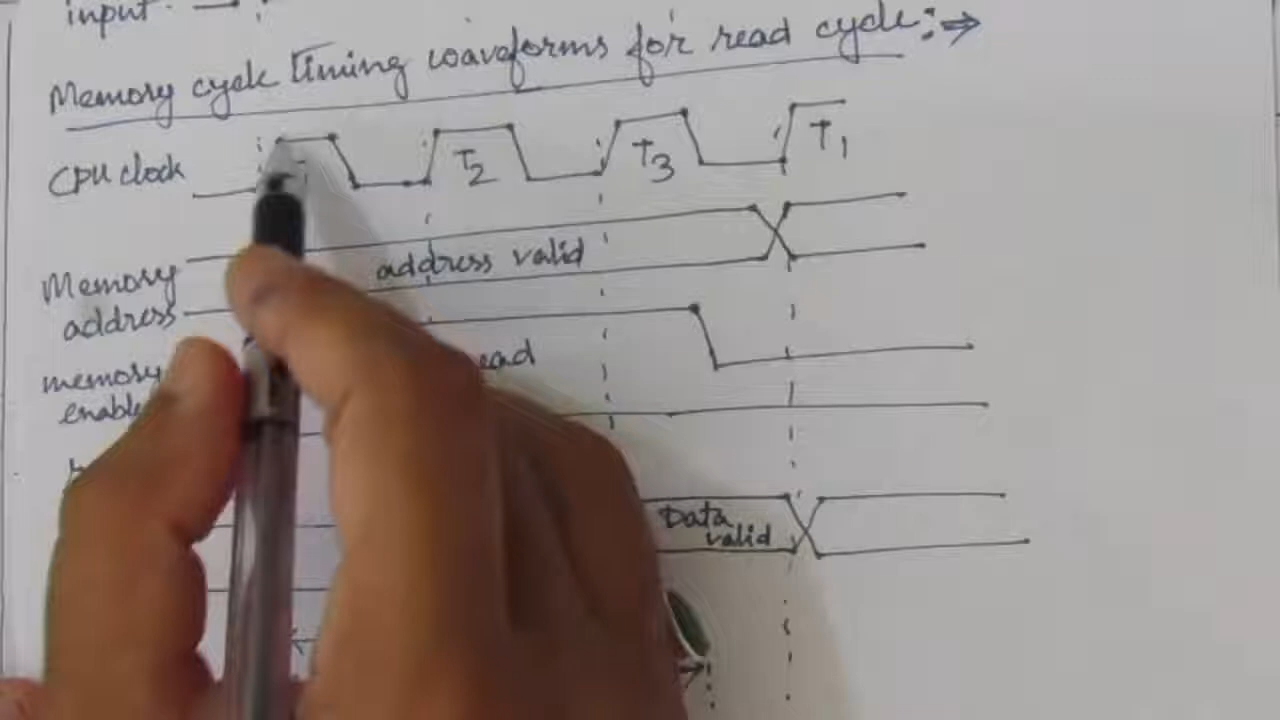 input.
Memory cycle Timing waveforms for read cycle:⇒
CPU clock
T2
T3
T1
Memory
address
address valid
memory
enable
Data
valid